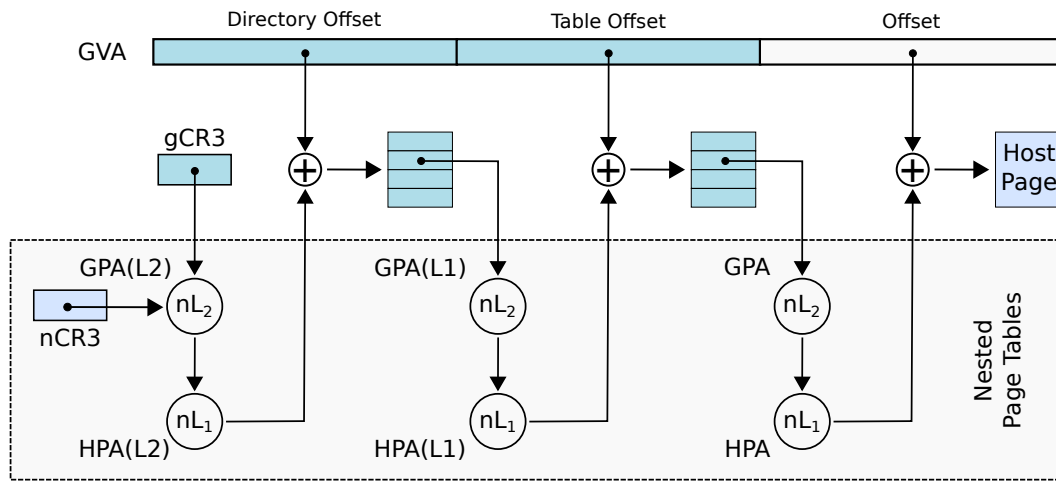 Directory Offset
Table Offset
Offset
GVA
gCR3
+
+
+
Host
Page
GPA(L2)
GPA(L1)
GPA
nL₂
nL₂
nL₂
nCR3
Nested
Page Tables
nL₁
nL₁
nL₁
HPA(L2)
HPA(L1)
HPA